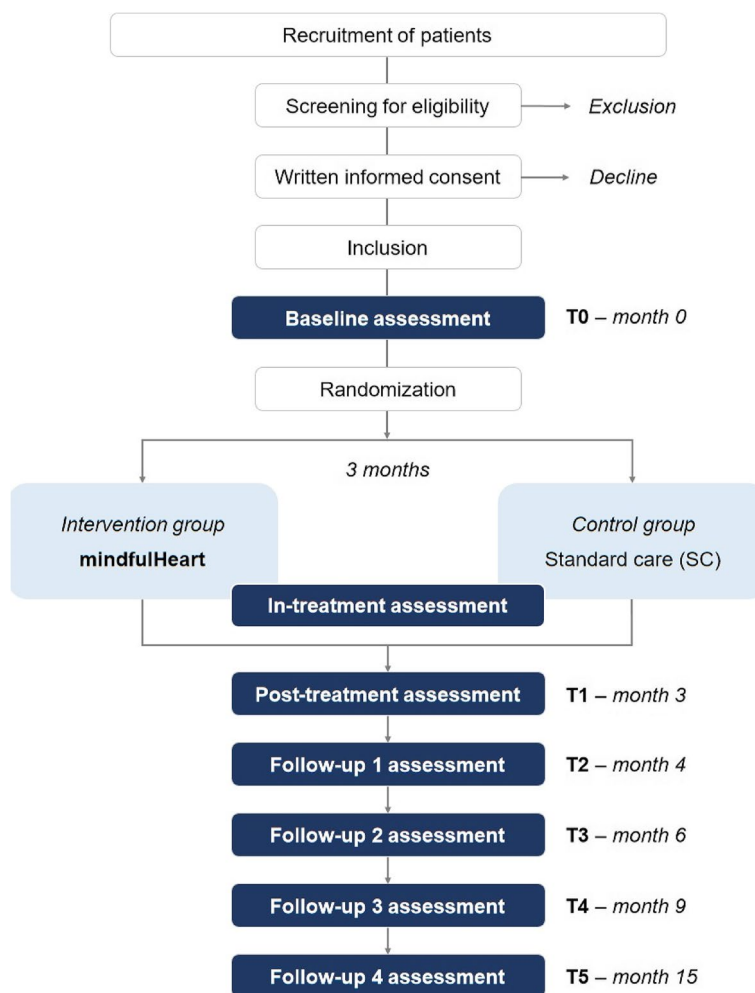 Recruitment of patients
Screening for eligibility
Exclusion
Written informed consent
Decline
Inclusion
Baseline assessment
T0 – month 0
Randomization
3 months
Intervention group
mindfulHeart
Control group
Standard care (SC)
In-treatment assessment
Post-treatment assessment
T1 – month 3
Follow-up 1 assessment
T2 – month 4
Follow-up 2 assessment
T3 – month 6
Follow-up 3 assessment
T4 – month 9
Follow-up 4 assessment
T5 – month 15